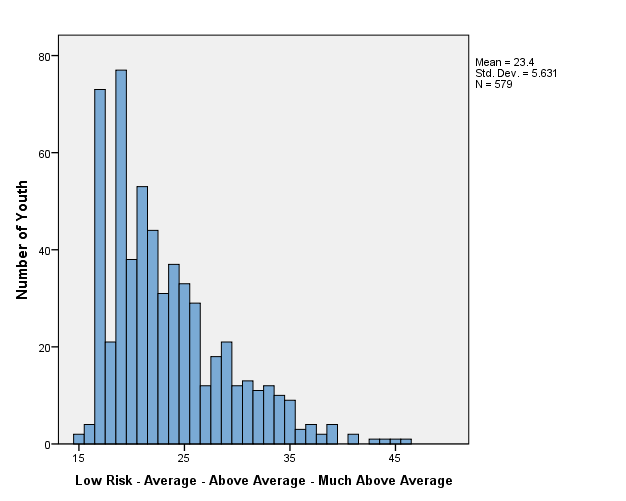 Mean = 23.4
Std. Dev. = 5.631
N = 579
80
60
40
20
0
Number of Youth
15 25 35 45
Low Risk - Average - Above Average - Much Above Average